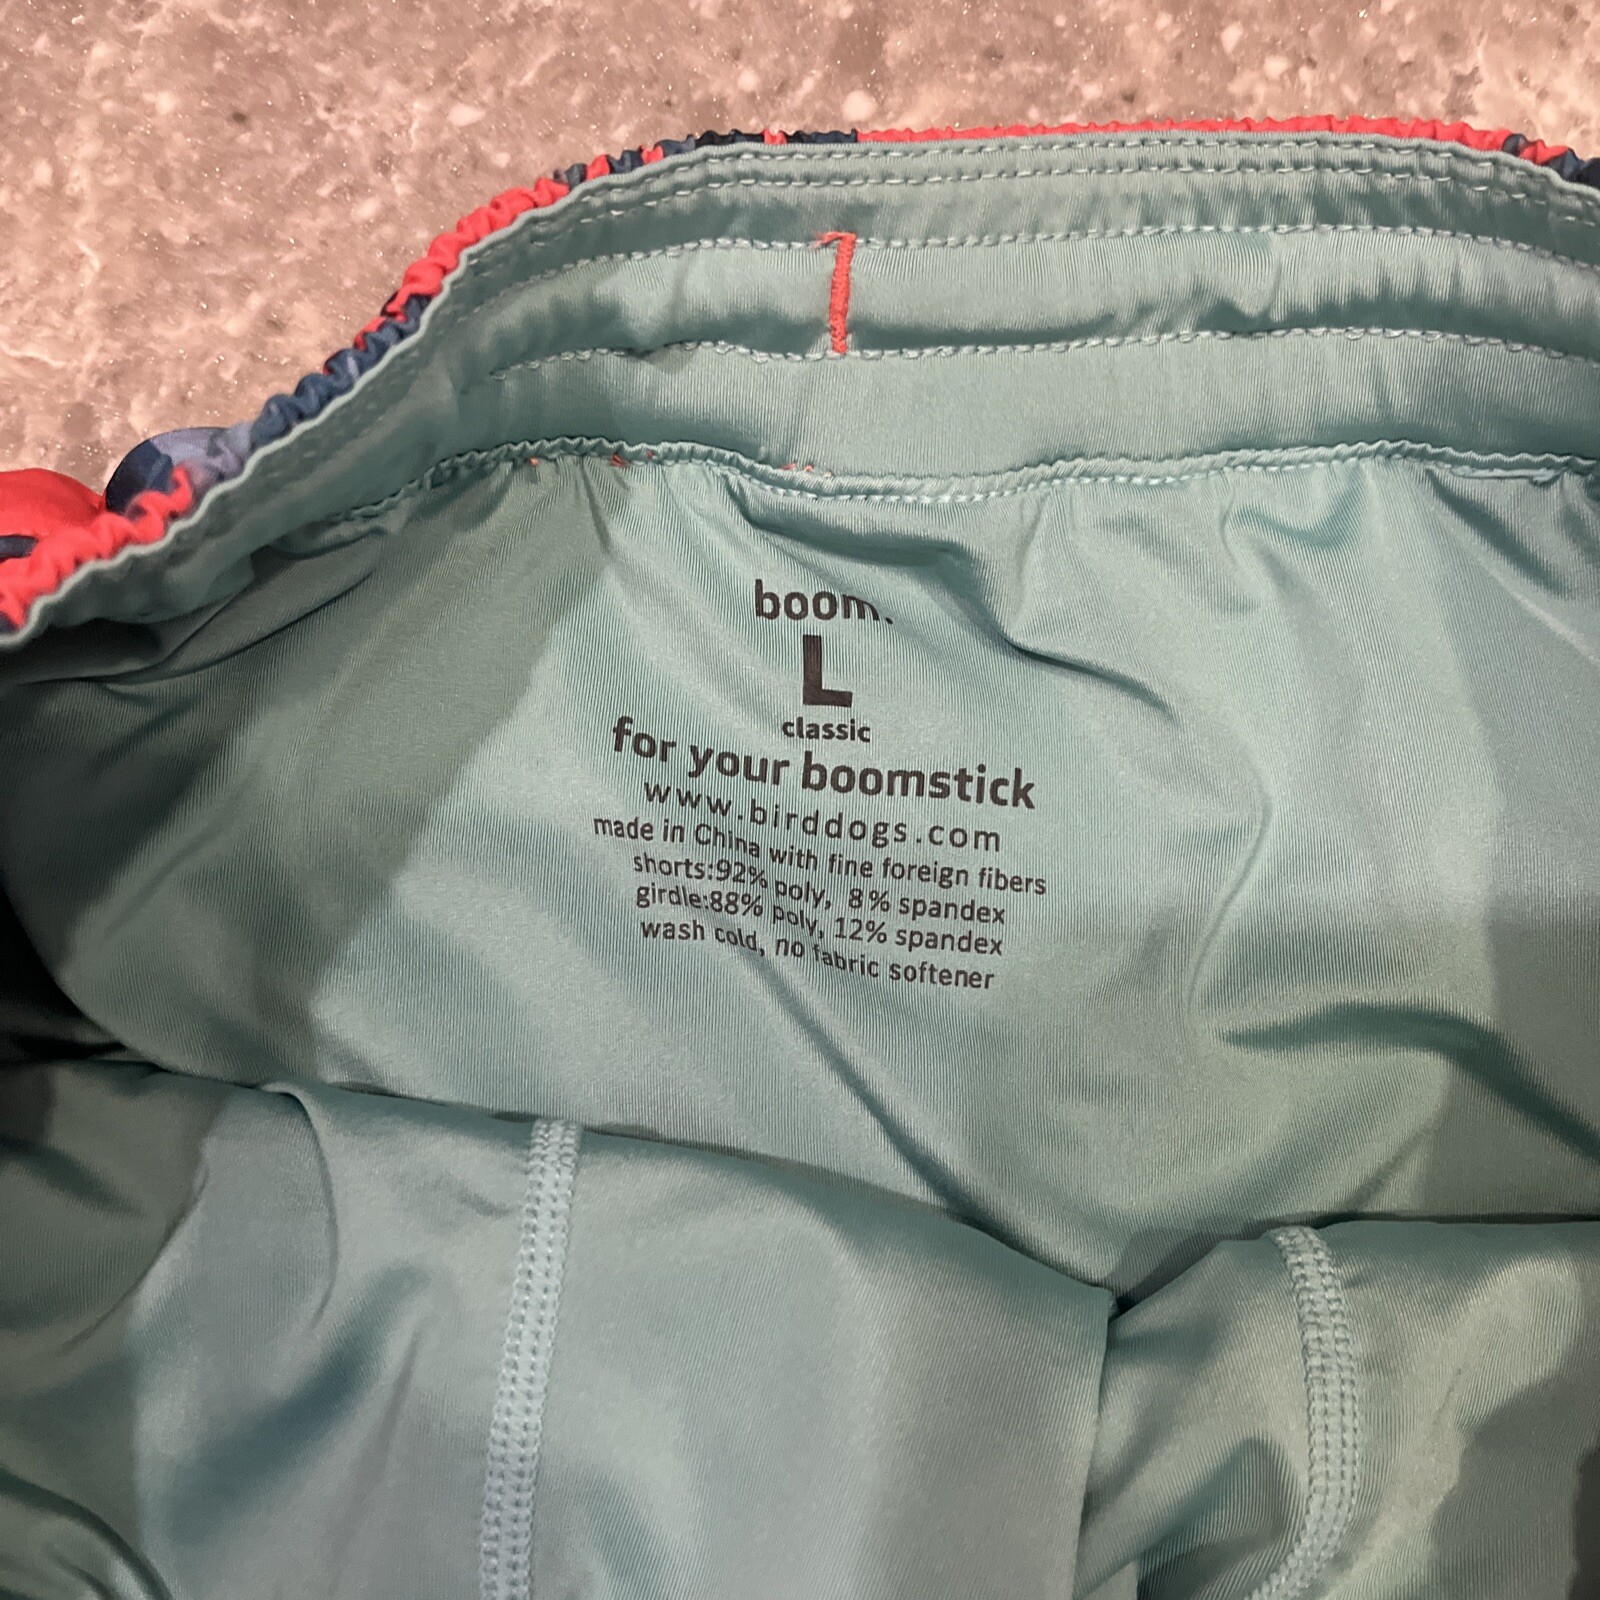 boom.
L
classic
for your boomstick
www.birddogs.com
made in China with fine foreign fibers
shorts:92% poly, 8% spandex
girdle:88% poly, 12% spandex
wash cold, no fabric softener